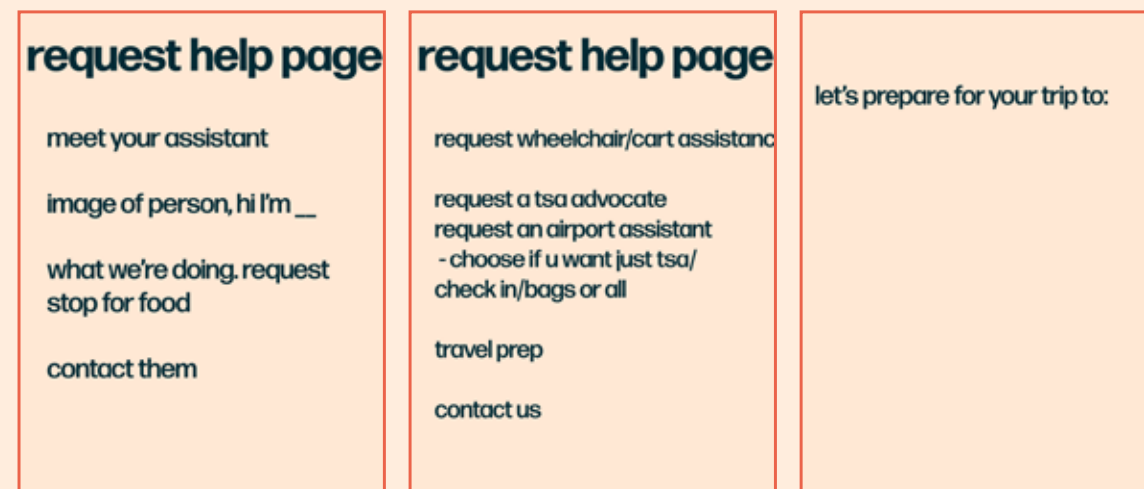 request help page
meet your assistant
image of person, hi I'm __
what we're doing. request
stop for food
contact them
request help page
request wheelchair/cart assistanc
request a tsa advocate
request an airport assistant
- choose if u want just tsa/
check in/bags or all
travel prep
contact us
let's prepare for your trip to: